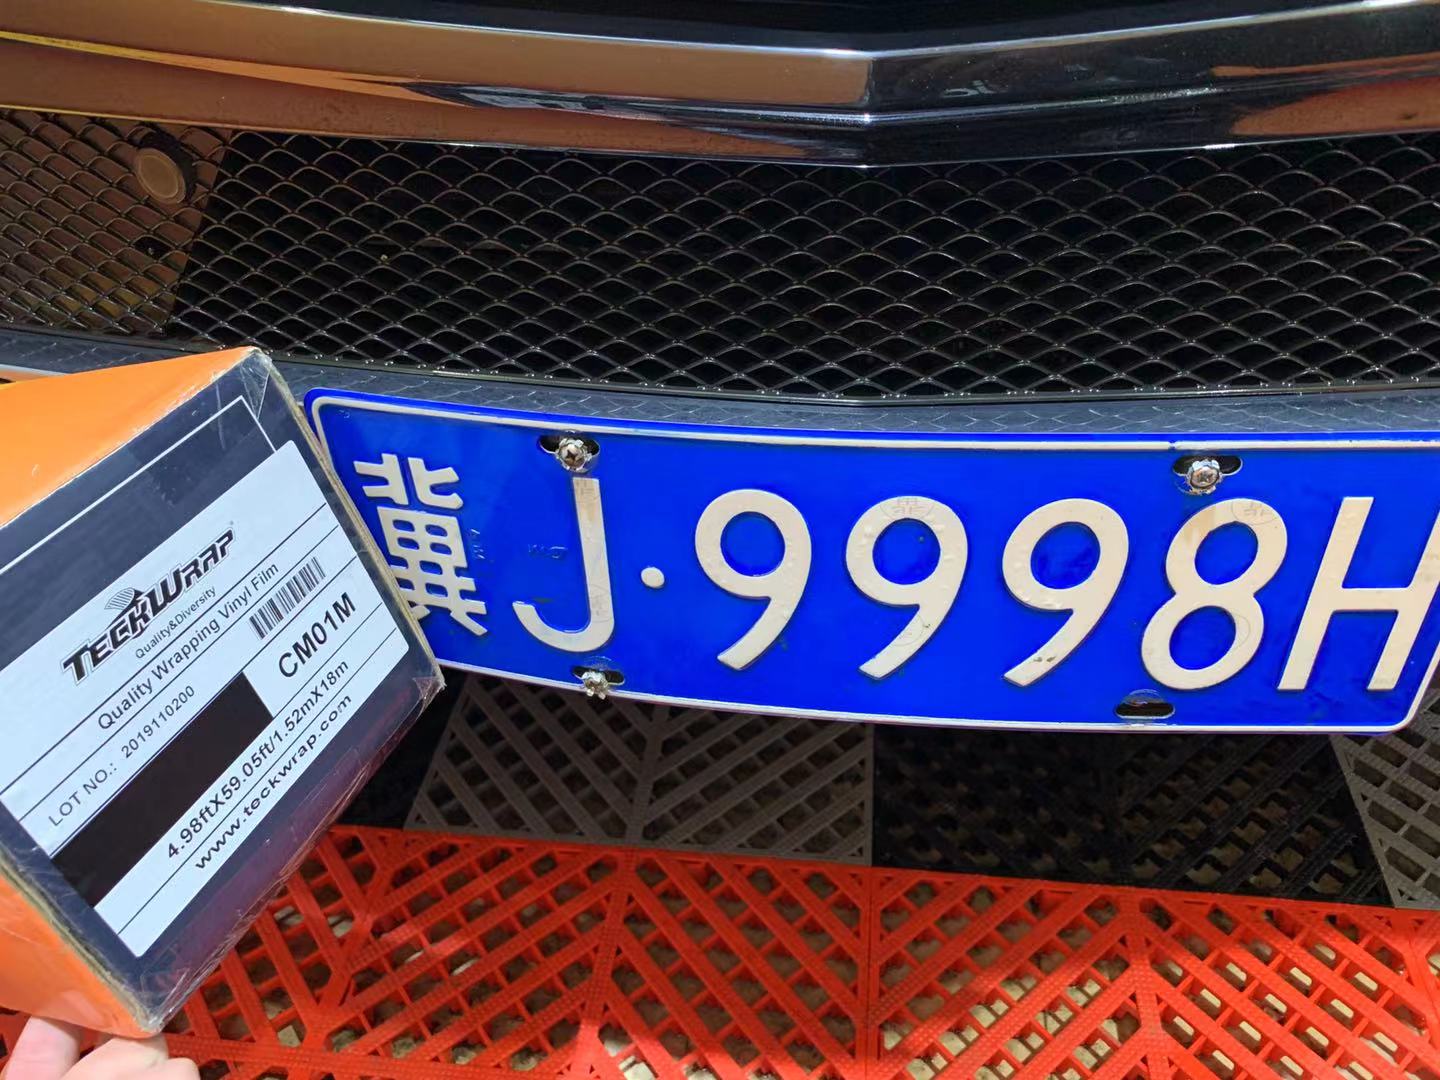 TECKWRAP
Quality&Diversity
Quality Wrapping Vinyl Film
LOT NO.: 2019110200
CM01M
4.98ftX59.05ft/1.52mX18m
www.teckwrap.com
冀J·9998H